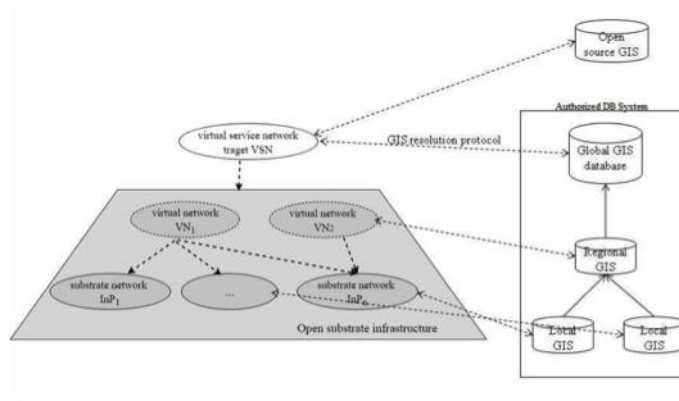 Open
source GIS
Authorized DB System
virtual service network
traget VSN
GIS resolution protocol
Global GIS
database
virtual network
VN1
virtual network
VN2
Regional
GIS
substrate network
InP1
...
substrate network
InPn
Open substrate infrastructure
Local
GIS
Local
GIS